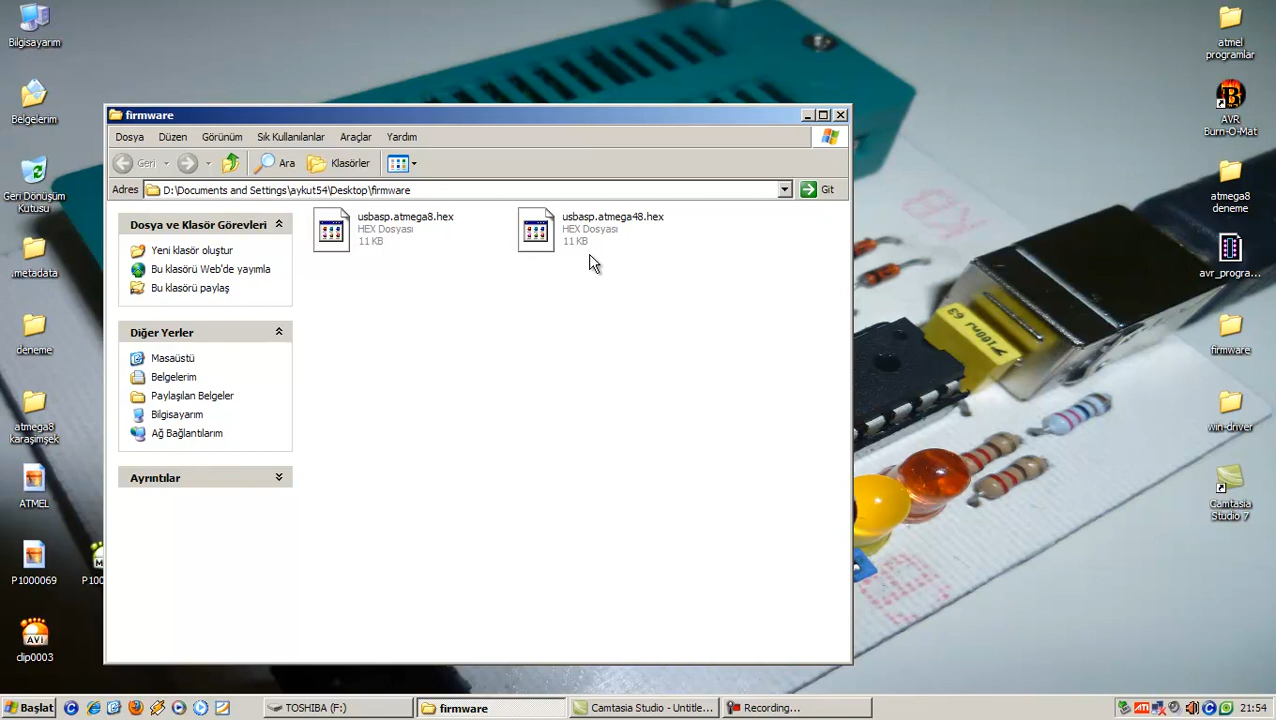 Bilgisayarım
Belgelerim
Geri Dönüşüm
Kutusu
.metadata
deneme
atmega8
karaşimşek
ATMEL
P1000069
P100
clip0003
firmware
Dosya
Düzen
Görünüm
Sık Kullanılanlar
Araçlar
Yardım
Geri
Ara
Klasörler
Adres
D:\Documents and Settings\aykut54\Desktop\firmware
Git
Dosya ve Klasör Görevleri
Yeni klasör oluştur
Bu klasörü Web'de yayımla
Bu klasörü paylaş
Diğer Yerler
Masaüstü
Belgelerim
Paylaşılan Belgeler
Bilgisayarım
Ağ Bağlantılarım
Ayrıntılar
usbasp.atmega8.hex
HEX Dosyası
11 KB
usbasp.atmega48.hex
HEX Dosyası
11 KB
atmel
programlar
AVR
Burn-O-Mat
atmega8
deneme
avr_progra...
firmware
win-driver
Camtasia
Studio 7
Başlat
TOSHIBA (F:)
firmware
Camtasia Studio - Untitle...
Recording...
21:54